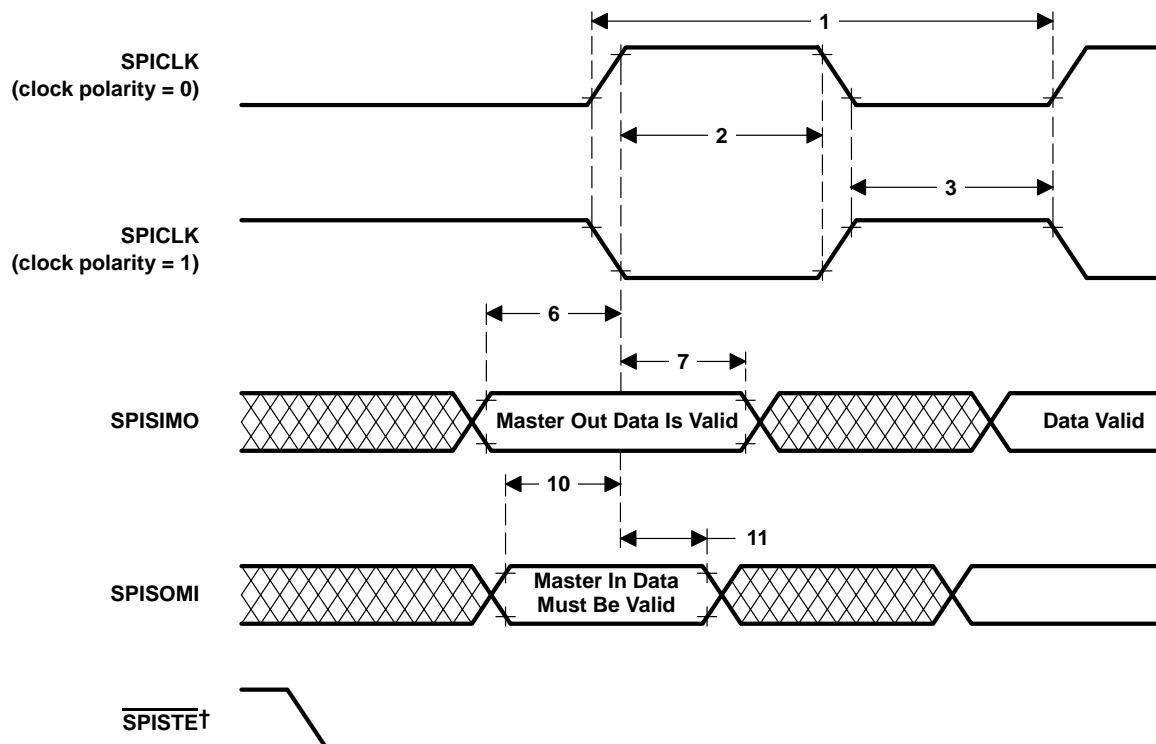 1
SPICLK
(clock polarity = 0)
2
3
SPICLK
(clock polarity = 1)
6
7
SPISIMO
Master Out Data Is Valid
Data Valid
10
11
SPISOMI
Master In Data
Must Be Valid
SPISTE†